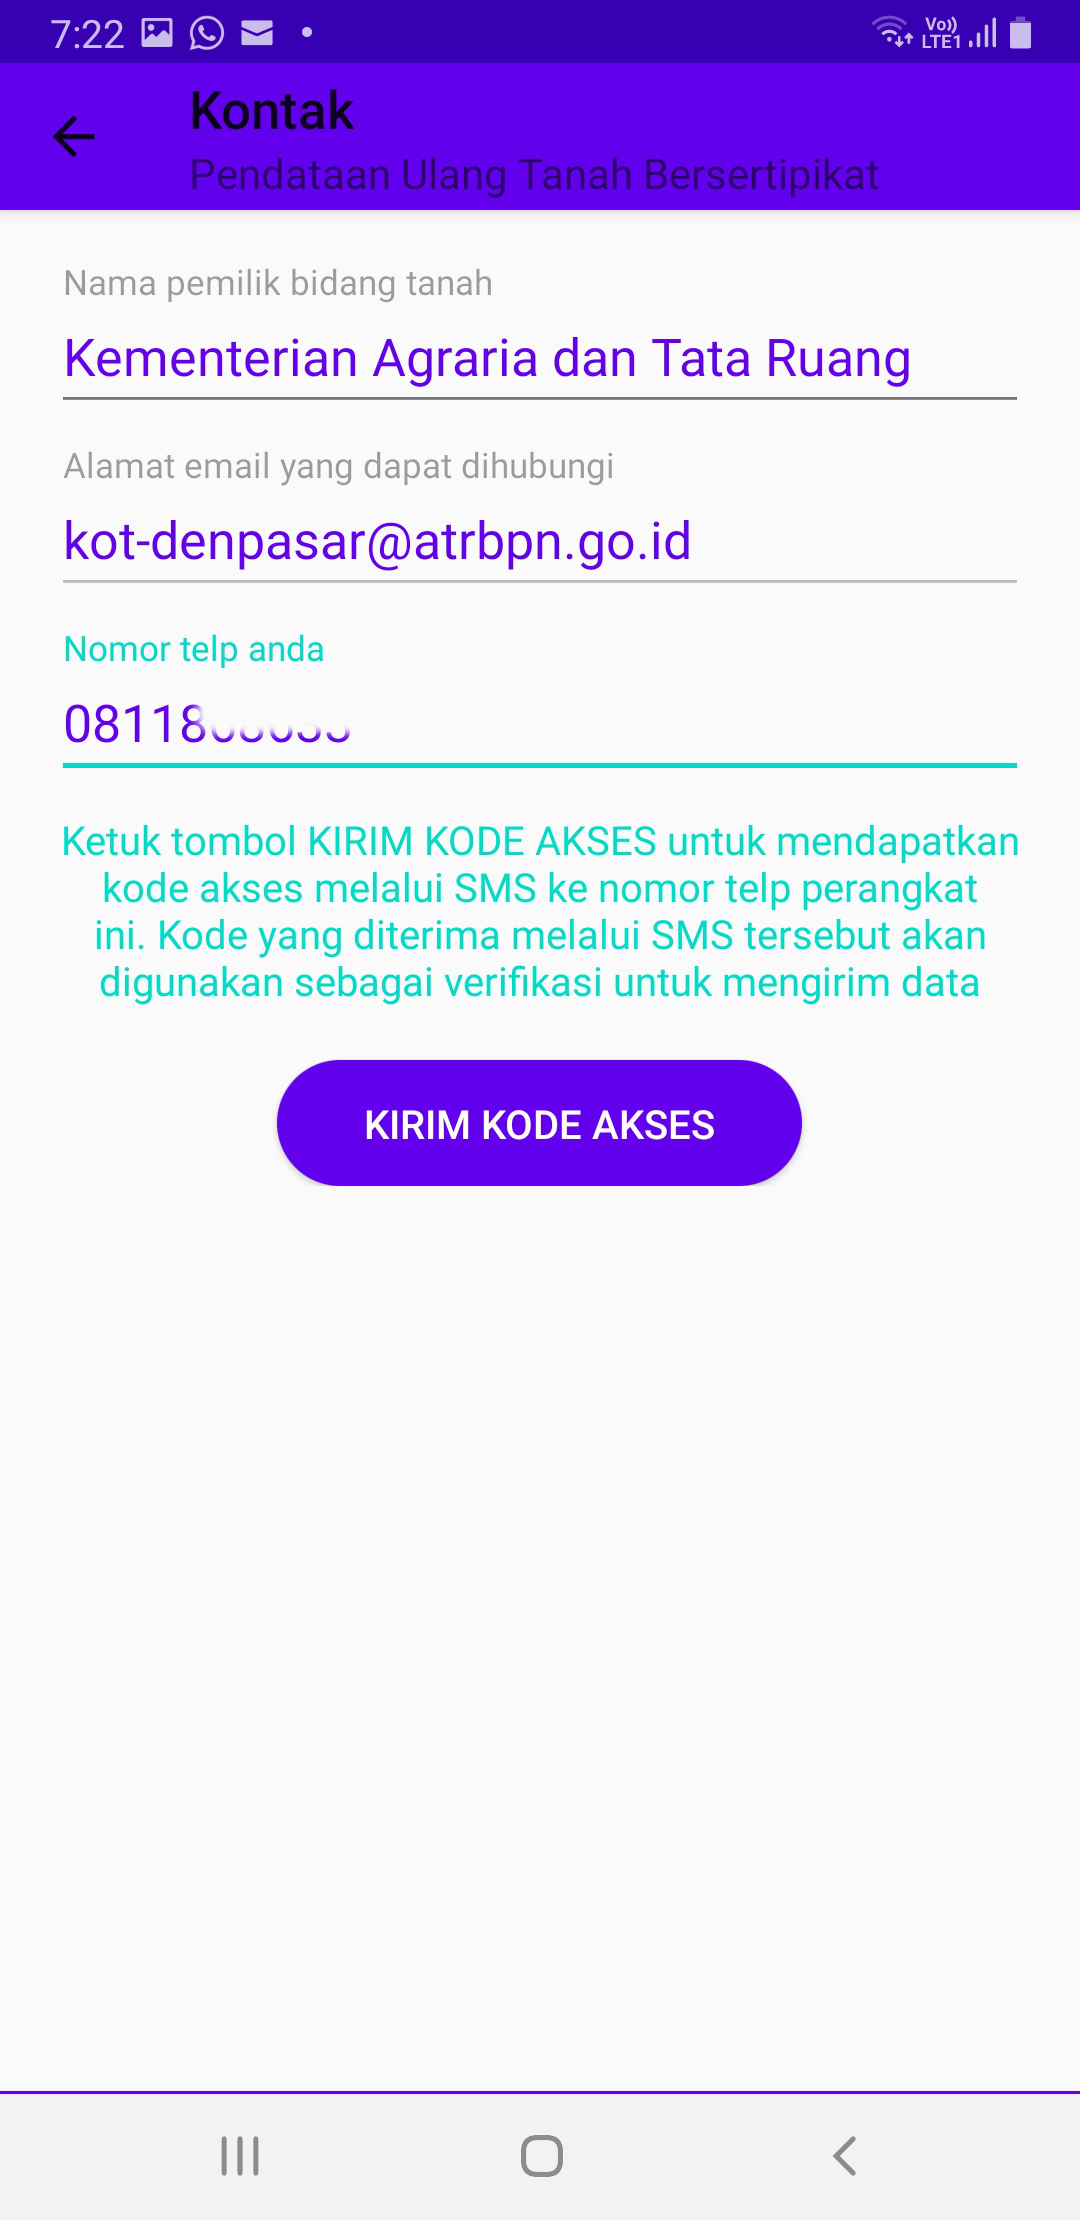 7:22
Vo)) LTE1
Kontak
Pendataan Ulang Tanah Bersertipikat
Nama pemilik bidang tanah
Kementerian Agraria dan Tata Ruang
Alamat email yang dapat dihubungi
kot-denpasar@atrbpn.go.id
Nomor telp anda
08118
Ketuk tombol KIRIM KODE AKSES untuk mendapatkan
kode akses melalui SMS ke nomor telp perangkat
ini. Kode yang diterima melalui SMS tersebut akan
digunakan sebagai verifikasi untuk mengirim data
KIRIM KODE AKSES